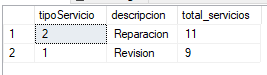 tipoServicio descripcion total_servicios
1 2 Reparacion 11
2 1 Revision 9